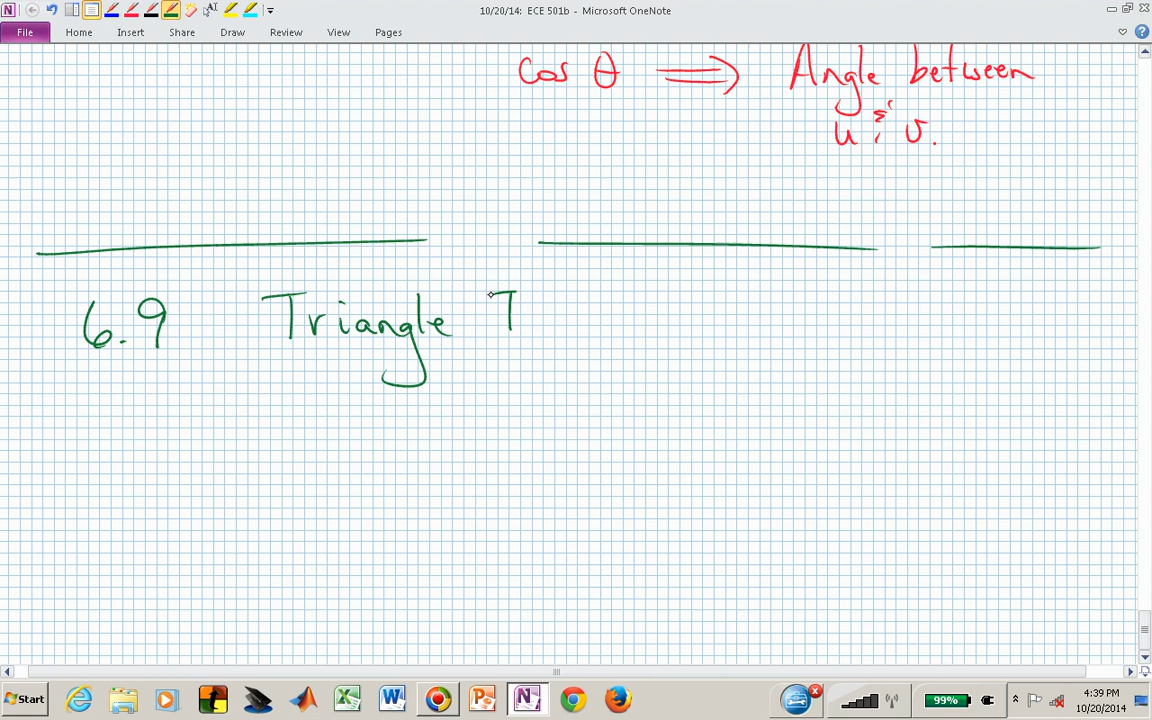 10/20/14: ECE 501b - Microsoft OneNote
File Home Insert Share Draw Review View Pages
cos θ ⟹ Angle between
u & v.
6.9 Triangle T
Start
99%
4:39 PM
10/20/2014